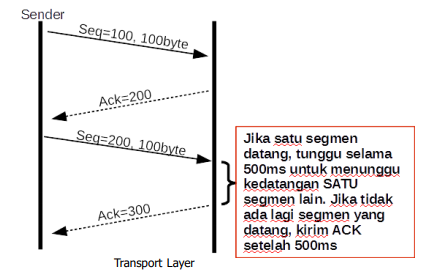 Sender
Seq=100, 100byte
Ack=200
Seq=200, 100byte
Ack=300
Jika satu segmen
datang, tunggu selama
500ms untuk menunggu
kedatangan SATU
segmen lain. Jika tidak
ada lagi segmen yang
datang, kirim ACK
setelah 500ms
Transport Layer